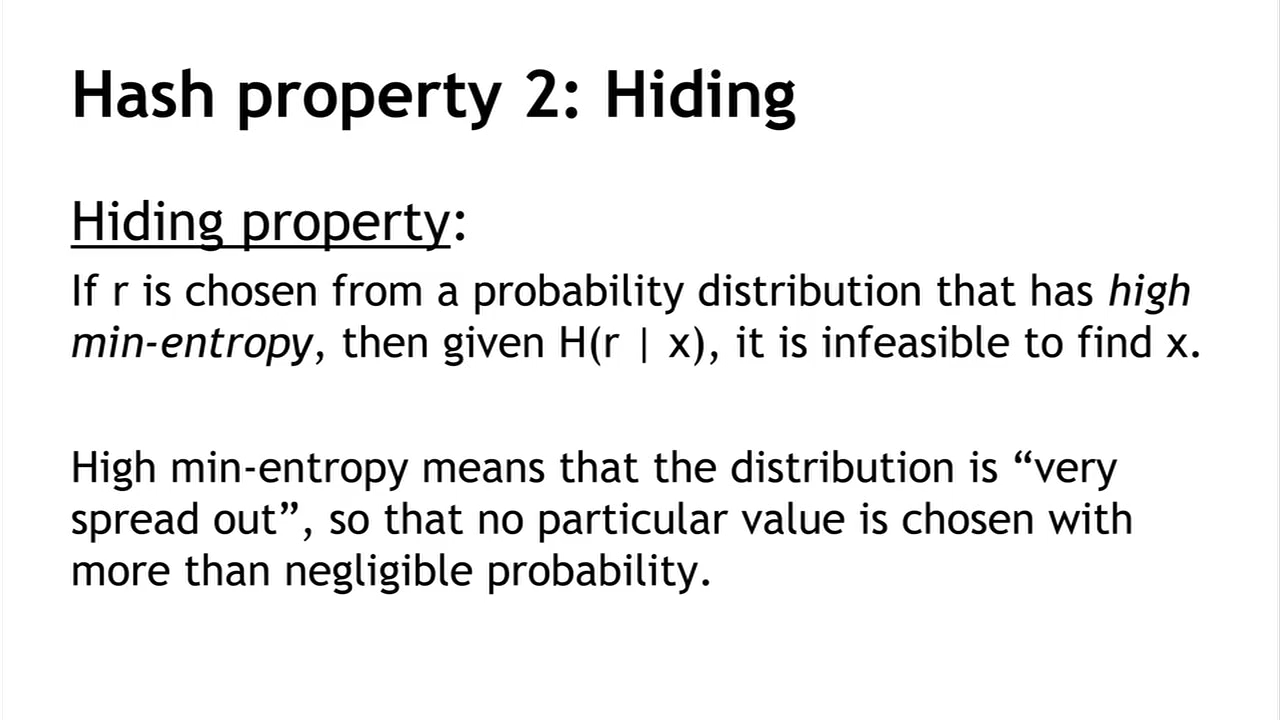 Hash property 2: Hiding
Hiding property:
If r is chosen from a probability distribution that has high
min-entropy, then given H(r | x), it is infeasible to find x.
High min-entropy means that the distribution is “very
spread out”, so that no particular value is chosen with
more than negligible probability.